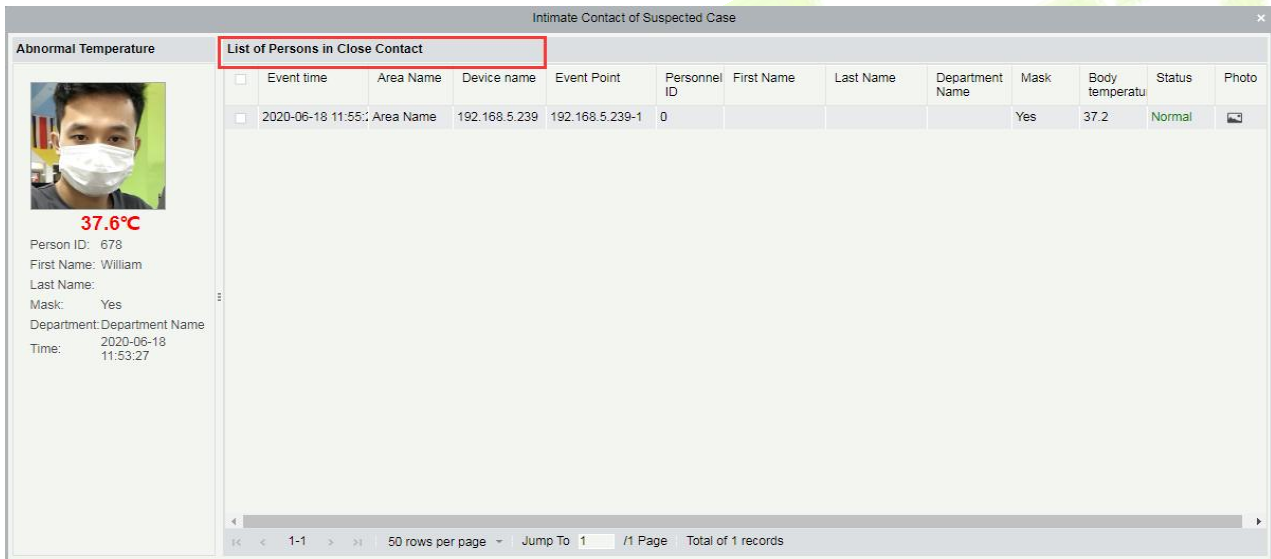 Intimate Contact of Suspected Case
Abnormal Temperature
37.6℃
Person ID: 678
First Name: William
Last Name:
Mask: Yes
Department: Department Name
Time: 2020-06-18
11:53:27
List of Persons in Close Contact
Event time Area Name Device name Event Point Personnel ID First Name Last Name Department Name Mask Body temperatu Status Photo
2020-06-18 11:55: Area Name 192.168.5.239 192.168.5.239-1 0 Yes 37.2 Normal
1-1 50 rows per page Jump To 1 /1 Page Total of 1 records